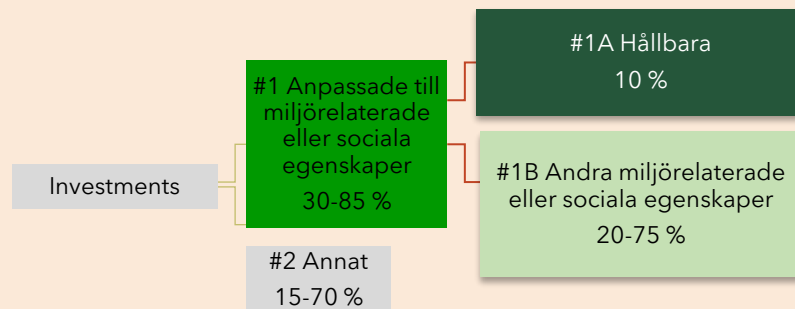 Investments
#1 Anpassade till
miljörelaterade
eller sociala
egenskaper
30-85 %
#2 Annat
15-70 %
#1A Hållbara
10 %
#1B Andra miljörelaterade
eller sociala egenskaper
20-75 %